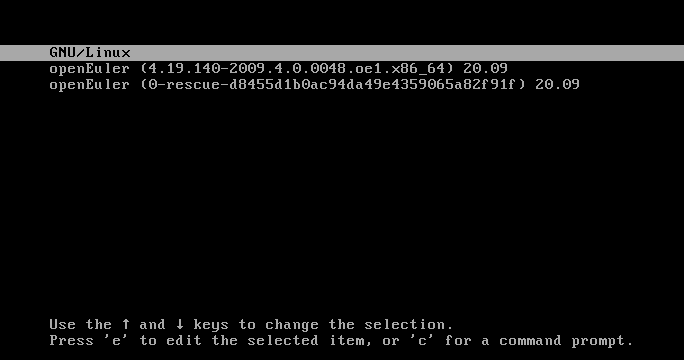 GNU/Linux
openEuler (4.19.140-2009.4.0.0048.oe1.x86_64) 20.09
openEuler (0-rescue-d8455d1b0ac94da49e4359065a82f91f) 20.09
Use the ↑ and ↓ keys to change the selection.
Press 'e' to edit the selected item, or 'c' for a command prompt.